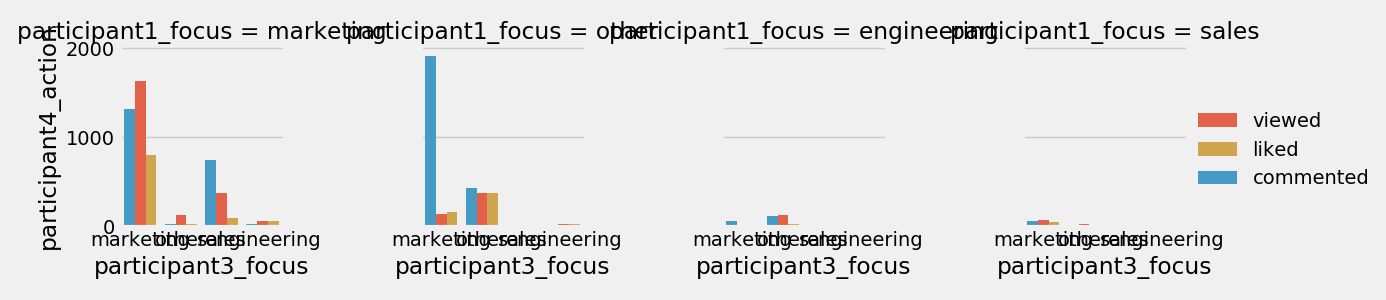 participant1_focus = marketing
participant1_focus = other
participant1_focus = engineering
participant1_focus = sales
participant4_action
2000
1000
0
marketing other sales engineering
marketing other sales engineering
marketing other sales engineering
marketing other sales engineering
participant3_focus
participant3_focus
participant3_focus
participant3_focus
viewed
liked
commented